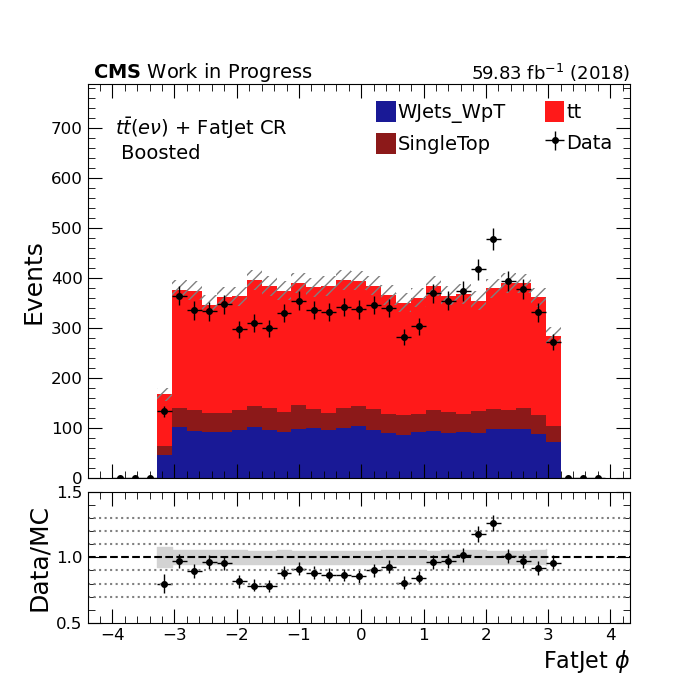 CMS Work in Progress 59.83 fb⁻¹ (2018)
tt̄(eν) + FatJet CR
Boosted
WJets_WpT
tt
SingleTop
Data
Events
700
600
500
400
300
200
100
0
Data/MC
1.5
1.0
0.5
−4 −3 −2 −1 0 1 2 3 4
FatJet ϕ